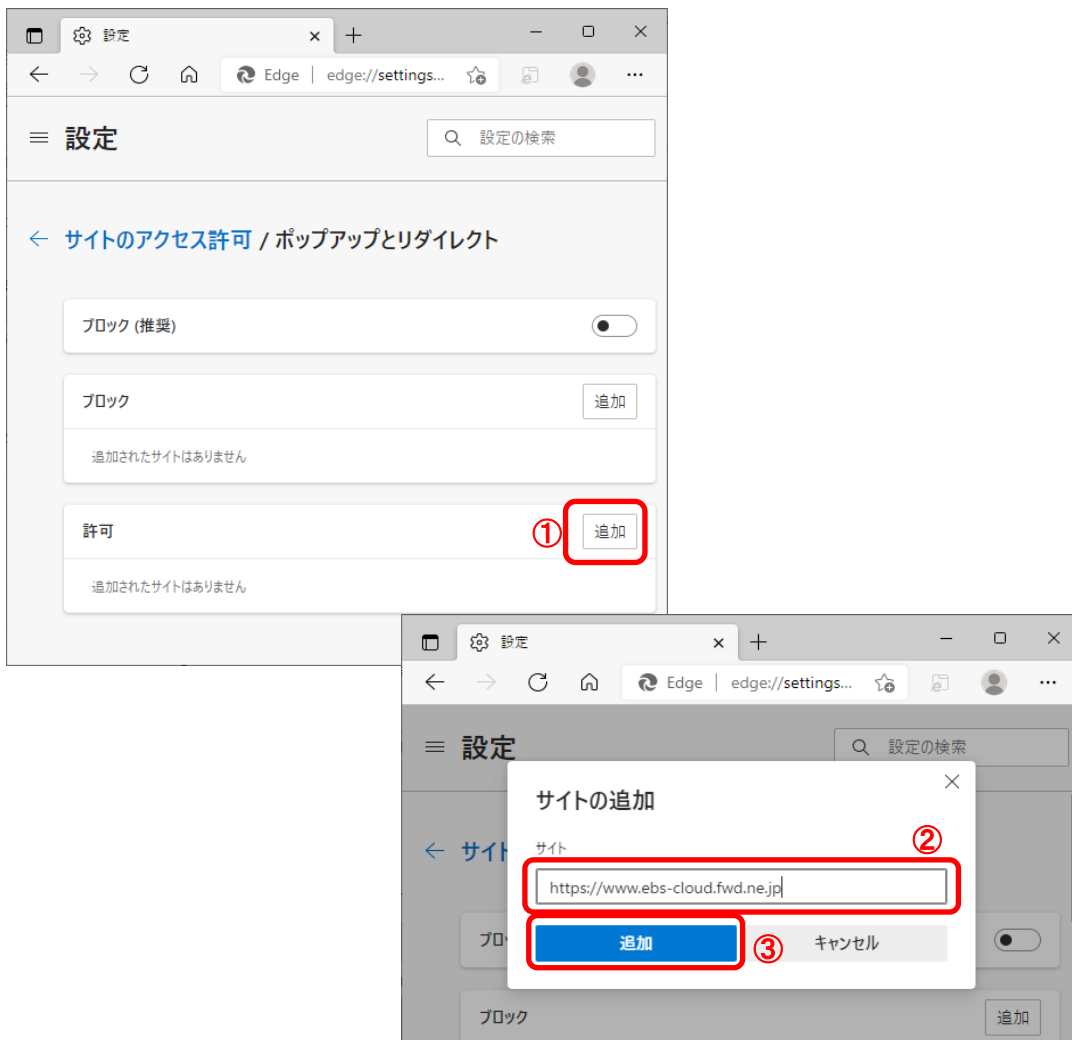 設定
Edge | edge://settings...
設定
設定の検索
サイトのアクセス許可 / ポップアップとリダイレクト
ブロック (推奨)
ブロック
追加
追加されたサイトはありません
許可
①
追加
追加されたサイトはありません
設定
Edge | edge://settings...
設定
設定の検索
サイト
サイトの追加
サイト
②
https://www.ebs-cloud.fwd.ne.jp
ブロ
追加
③
キャンセル
ブロック
追加